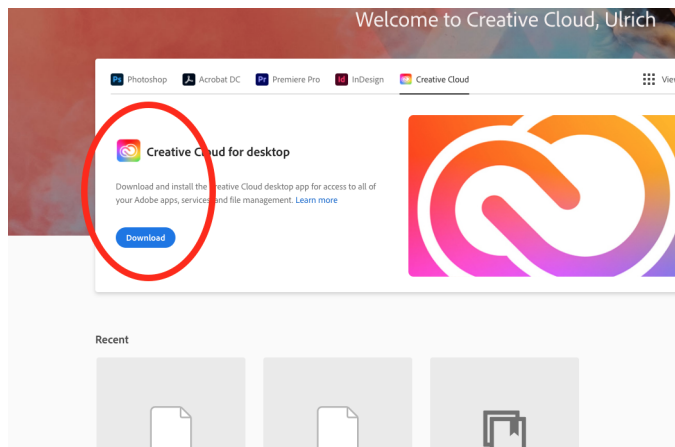 Welcome to Creative Cloud, Ulrich
Ps Photoshop Acrobat DC Pr Premiere Pro Id InDesign Creative Cloud
Creative Cloud for desktop
Download and install the Creative Cloud desktop app for access to all of
your Adobe apps, services and file management. Learn more
Download
Recent